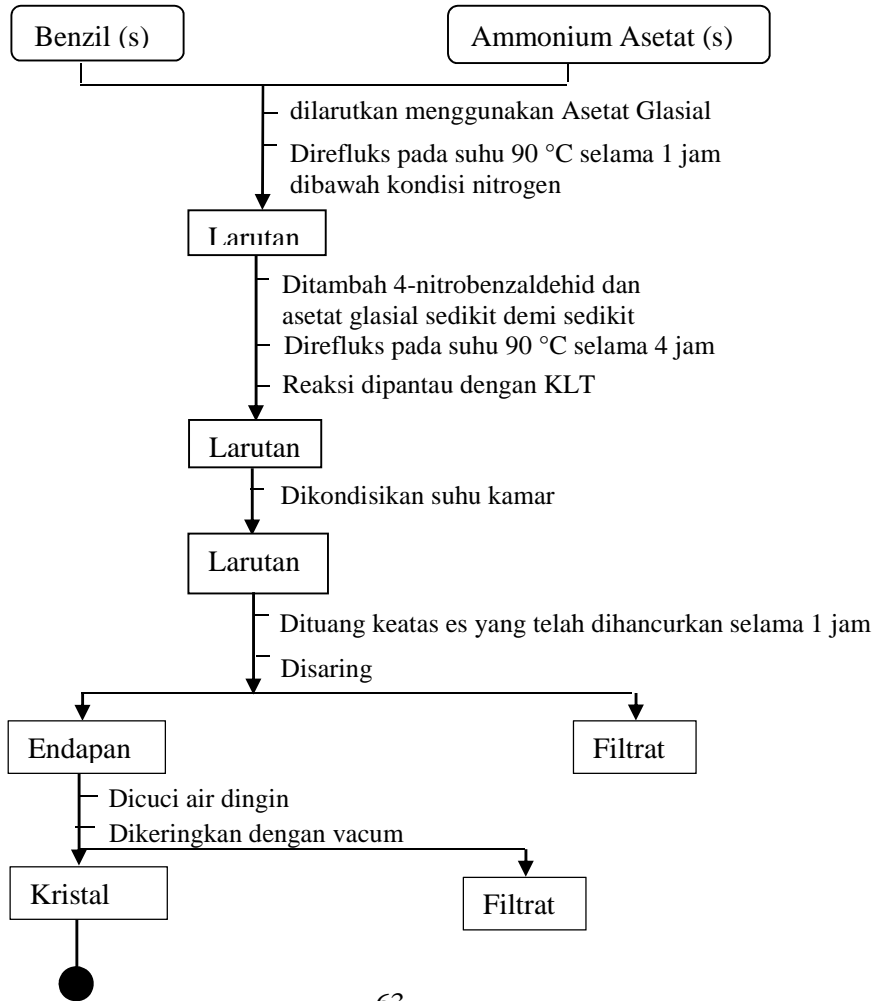 Benzil (s)
Ammonium Asetat (s)
dilarutkan menggunakan Asetat Glasial
Direfluks pada suhu 90 °C selama 1 jam
dibawah kondisi nitrogen
Larutan
Ditambah 4-nitrobenzaldehid dan
asetat glasial sedikit demi sedikit
Direfluks pada suhu 90 °C selama 4 jam
Reaksi dipantau dengan KLT
Larutan
Dikondisikan suhu kamar
Larutan
Dituang keatas es yang telah dihancurkan selama 1 jam
Disaring
Endapan
Filtrat
Dicuci air dingin
Dikeringkan dengan vacum
Kristal
Filtrat